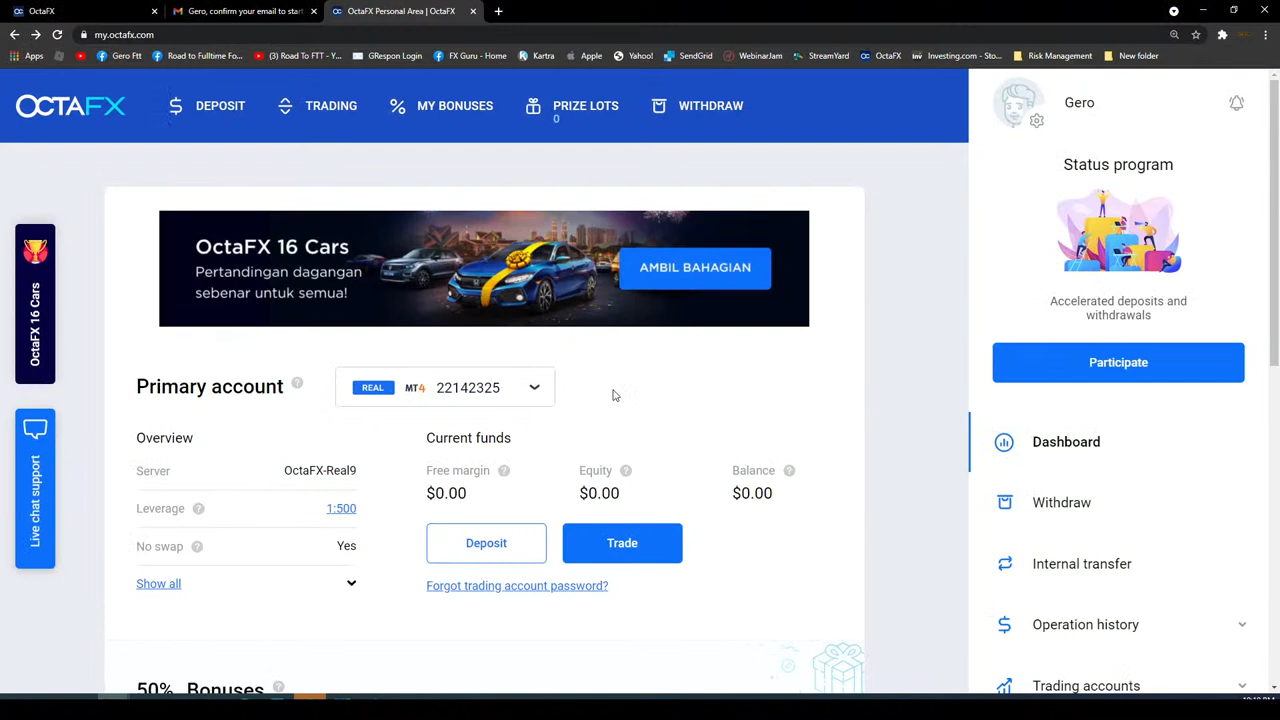 OctaFX
Gero, confirm your email to start
OctaFX Personal Area | OctaFX
my.octafx.com
Apps
Gero Ftt
Road to Fulltime Fo...
(3) Road To FTT - Y...
GRespon Login
FX Guru - Home
Kartra
Apple
Yahoo!
SendGrid
WebinarJam
StreamYard
OctaFX
Investing.com - Sto...
Risk Management
New folder
OCTAFX
DEPOSIT
TRADING
MY BONUSES
PRIZE LOTS
0
WITHDRAW
Gero
Status program
Accelerated deposits and
withdrawals
Participate
Dashboard
Withdraw
Internal transfer
Operation history
Trading accounts
OctaFX 16 Cars
Live chat support
OctaFX 16 Cars
Pertandingan dagangan
sebenar untuk semua!
AMBIL BAHAGIAN
Primary account
REAL MT4 22142325
Overview
Server OctaFX-Real9
Leverage 1:500
No swap Yes
Show all
Current funds
Free margin Equity Balance
$0.00 $0.00 $0.00
Deposit
Trade
Forgot trading account password?
50% Bonuses